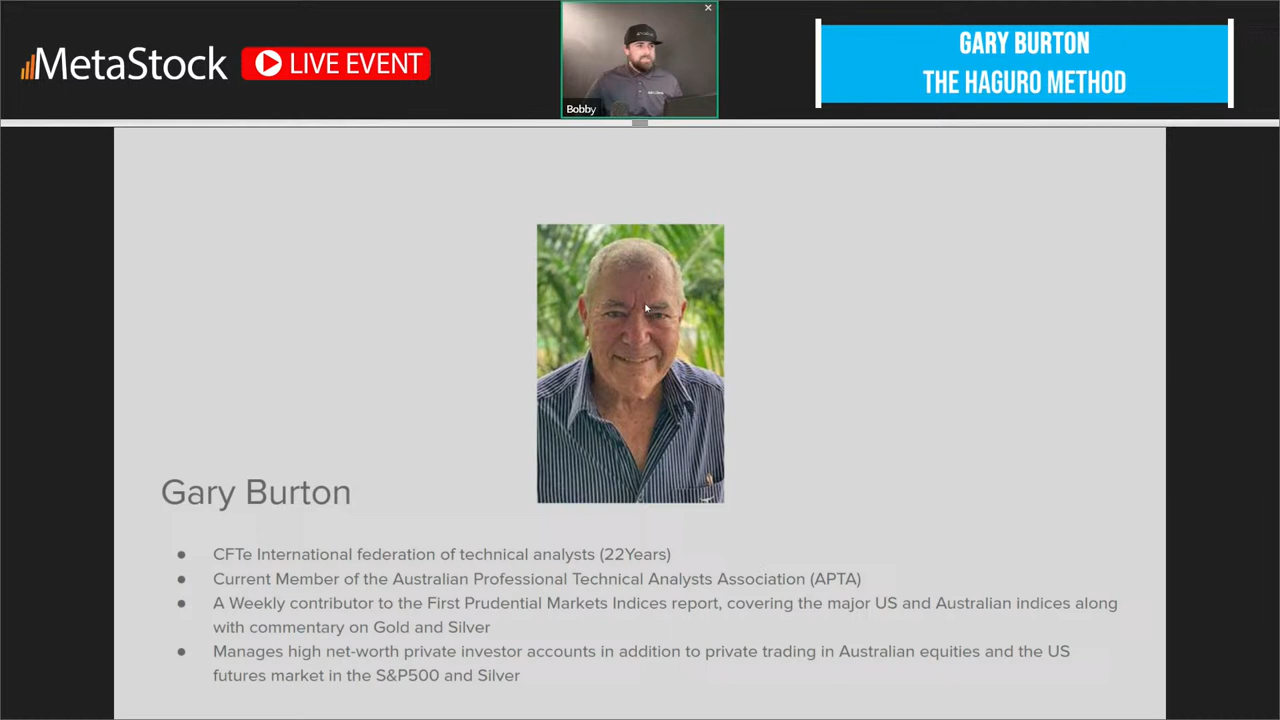 MetaStock LIVE EVENT
Bobby
GARY BURTON
THE HAGURO METHOD
Gary Burton
• CFTe International federation of technical analysts (22Years)
• Current Member of the Australian Professional Technical Analysts Association (APTA)
• A Weekly contributor to the First Prudential Markets Indices report, covering the major US and Australian indices along
with commentary on Gold and Silver
• Manages high net-worth private investor accounts in addition to private trading in Australian equities and the US
futures market in the S&P500 and Silver